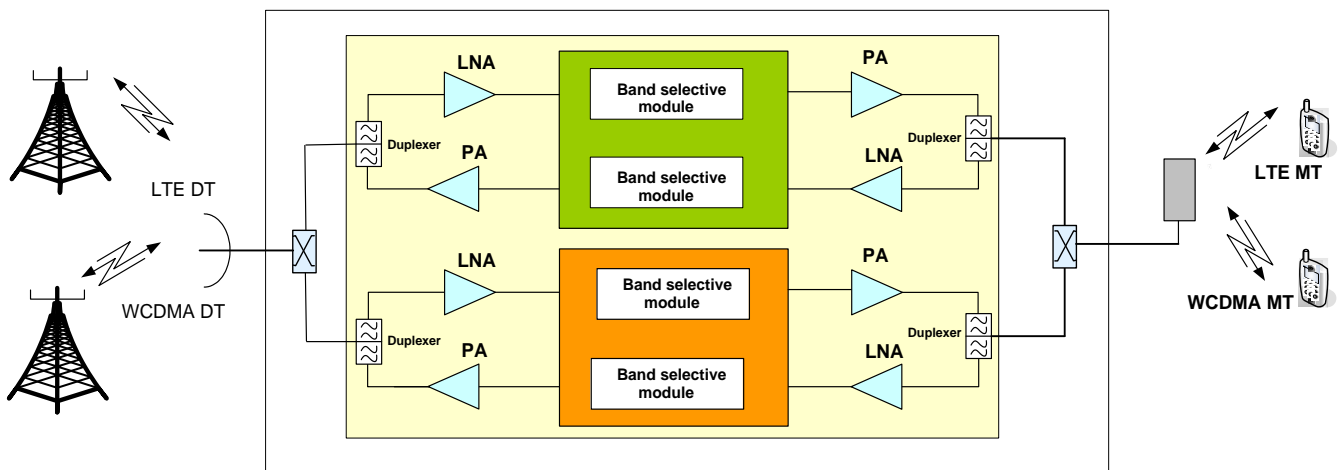 LNA
PA
Band selective
module
Duplexer
Duplexer
PA
LNA
Band selective
module
LTE DT
LTE MT
WCDMA DT
WCDMA MT
LNA
PA
Band selective
module
Duplexer
Duplexer
PA
LNA
Band selective
module